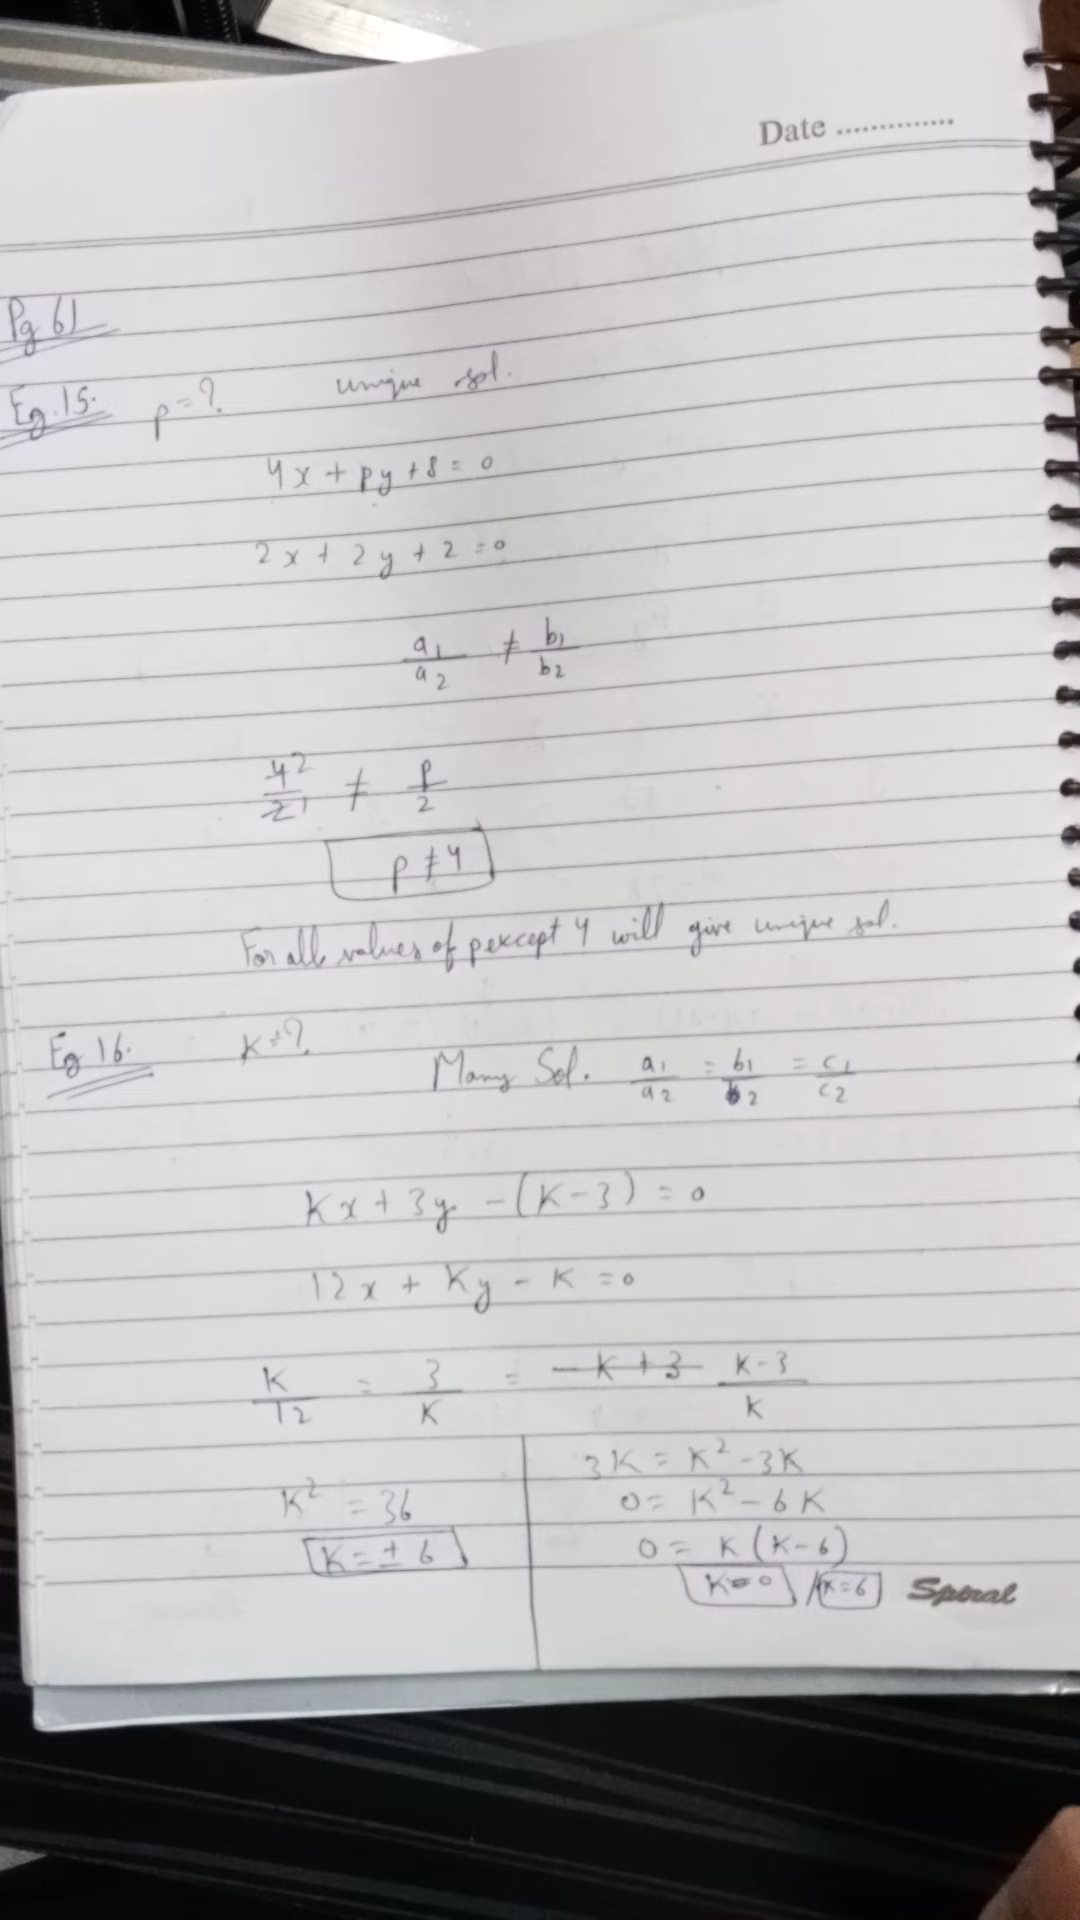 Date ..............
Pg 61
Eg. 15. p = ? unique sol.
4x + py + 8 = 0
2x + 2y + 2 = 0
a1/a2 ≠ b1/b2
4²/2¹ ≠ p/2
p ≠ 4
For all values of p except 4 will give unique sol.
Eg 16. K = ?
Many Sol. a1/a2 = b1/b2 = c1/c2
Kx + 3y - (K - 3) = 0
12x + Ky - K = 0
K/12 = 3/K = -K + 3 K-3/K
3K = K² - 3K
K² = 36
0 = K² - 6K
K = ± 6
0 = K (K - 6)
K = 0 / K = 6
Spiral